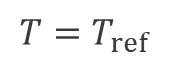 T = T_ref